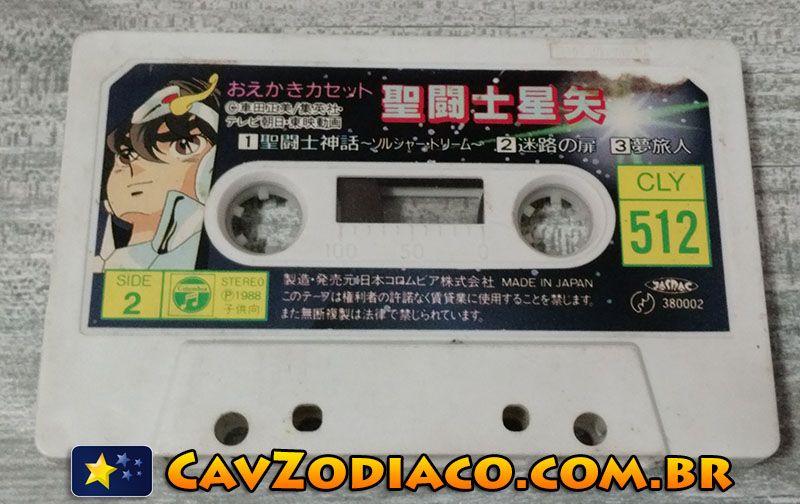 おえかきカセット 聖闘士星矢
©車田正美/集英社・
テレビ朝日・東映動画
1 聖闘士神話～ソルジャー・ドリーム～ 2 迷路の扉 3 夢旅人
CLY
512
100 50 0
SIDE
2
Columbia
STEREO
Ⓟ1988
子供向
製造・発売元・日本コロムビア株式会社 MADE IN JAPAN
このテープは権利者の許諾なく賃貸業に使用することを禁じます。
また無断複製は法律で禁じられています。
JASRAC
380002
CavZodiaco.com.br